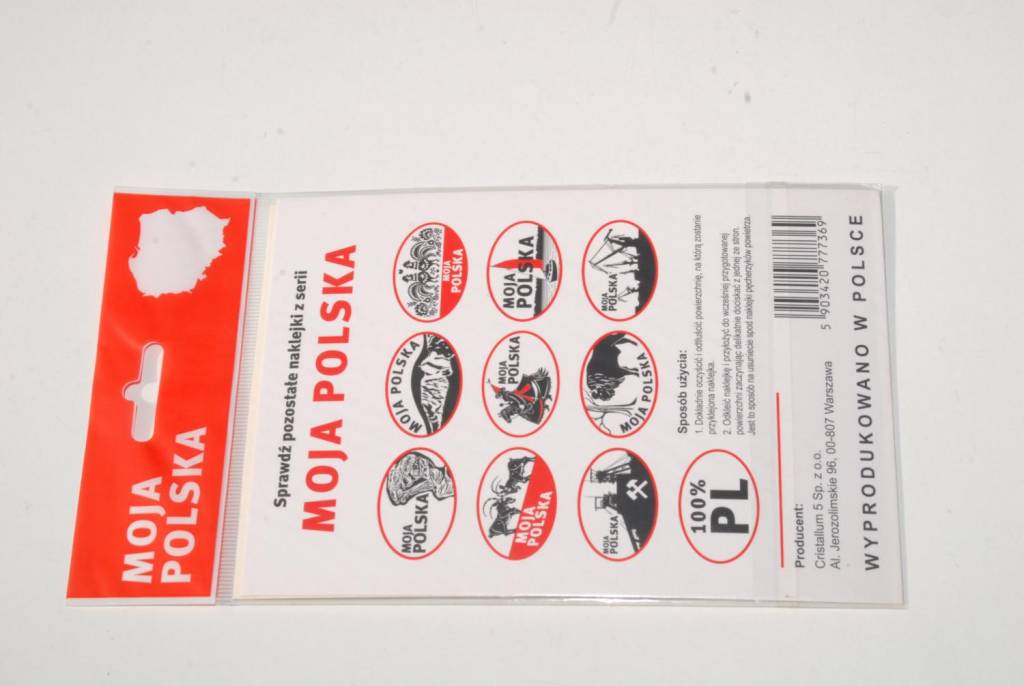 MOJA
POLSKA
Sprawdź pozostałe naklejki z serii
MOJA POLSKA
MOJA
POLSKA
MOJA POLSKA
MOJA
POLSKA
MOJA
POLSKA
MOJA
POLSKA
MOJA
POLSKA
MOJA
POLSKA
MOJA POLSKA
MOJA
POLSKA
100%
PL
Sposób użycia:
1. Dokładnie oczyścić i odtłuścić powierzchnię, na którą zostanie
przyklejona naklejka.
2. Odkleić naklejkę i przyłożyć do wcześniej przygotowanej
powierzchni zaczynając delikatnie dociskać z jednej ze stron.
Jest to sposób na usunięcie spod naklejki pęcherzyków powietrza.
Producent:
Cristallum 5 Sp. z o.o.
Al. Jerozolimskie 96, 00-807 Warszawa
5 903420 777369
WYPRODUKOWANO W POLSCE